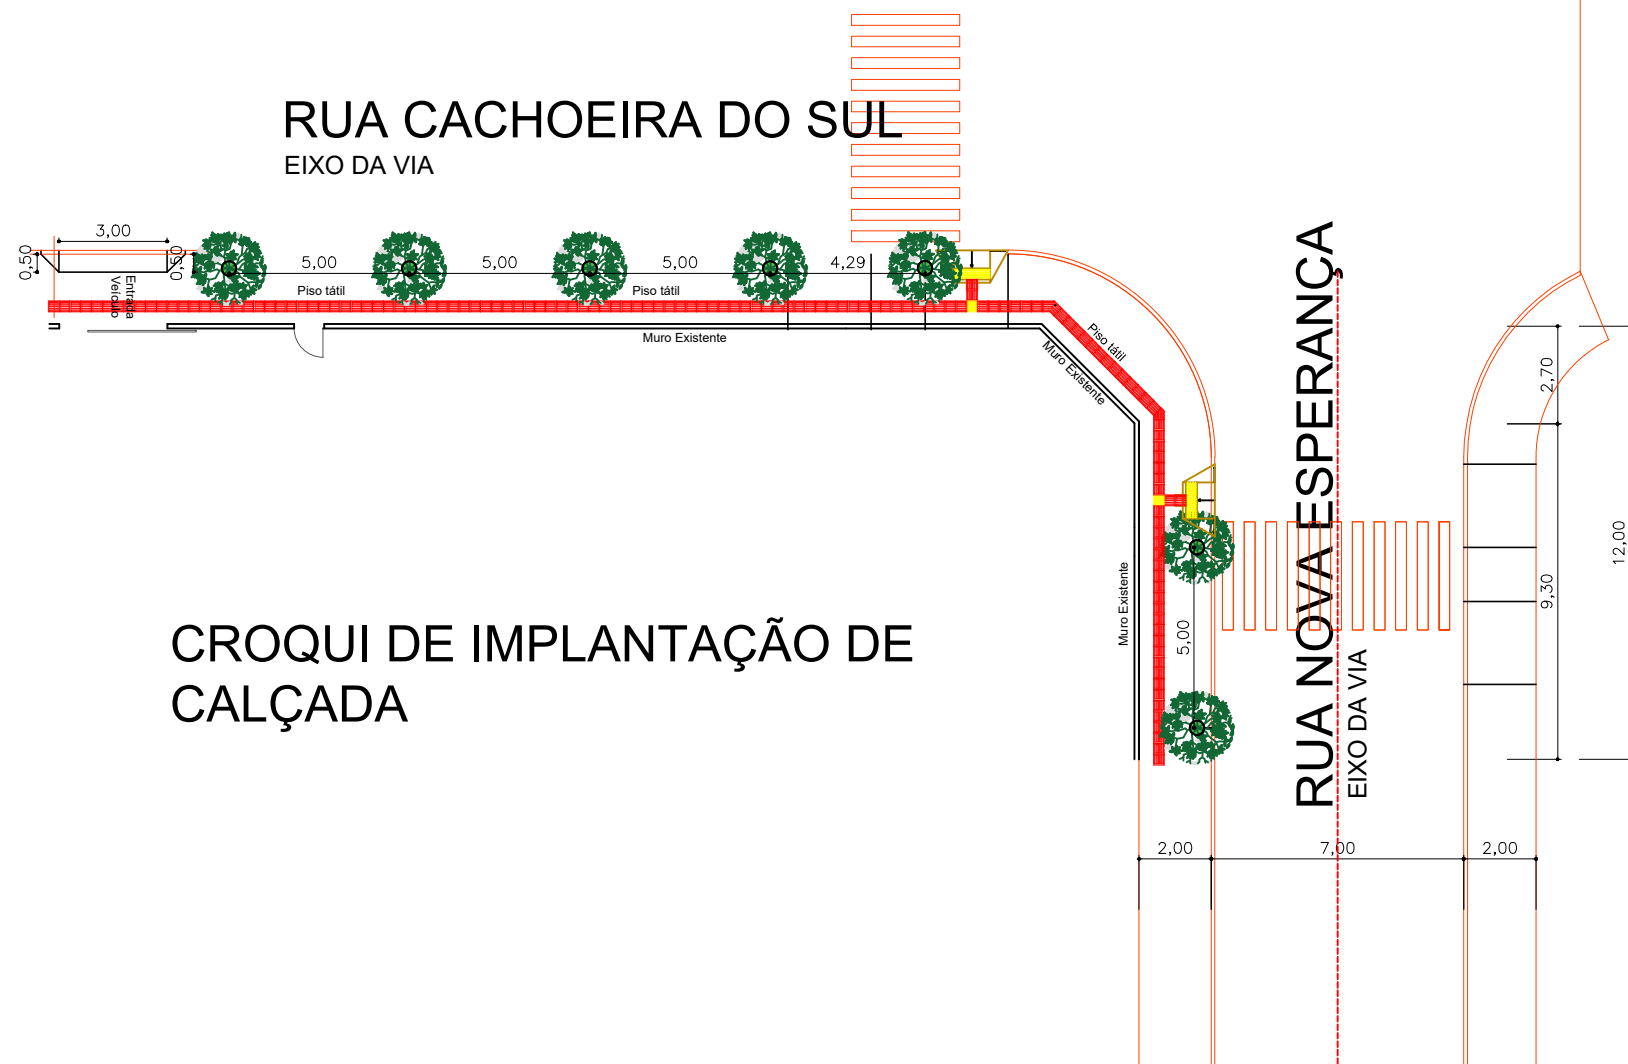 RUA CACHOEIRA DO SUL
EIXO DA VIA
3,00
0,50
0,50
5,00
5,00
5,00
4,29
Entrada
Veículo
Piso tátil
Piso tátil
Muro Existente
Piso tátil
Muro Existente
Muro Existente
5,00
CROQUI DE IMPLANTAÇÃO DE
CALÇADA
RUA NOVA ESPERANÇA
EIXO DA VIA
2,70
9,30
12,00
2,00
7,00
2,00